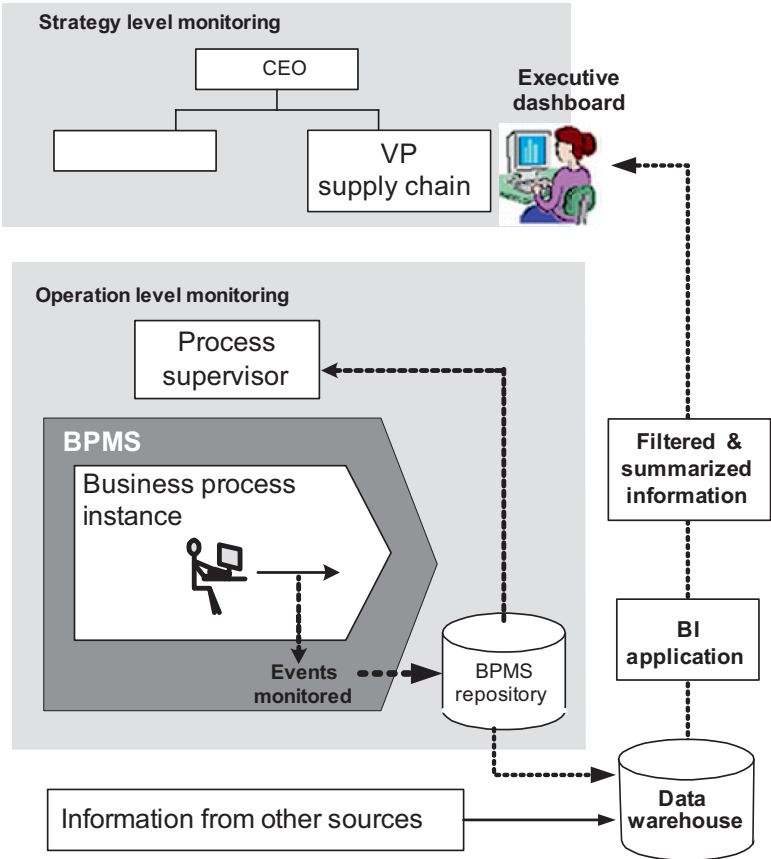 Strategy level monitoring
CEO
Executive
dashboard
VP
supply chain
Operation level monitoring
Process
supervisor
BPMS
Business process
instance
Filtered &
summarized
information
Events
monitored
BPMS
repository
BI
application
Information from other sources
Data
warehouse